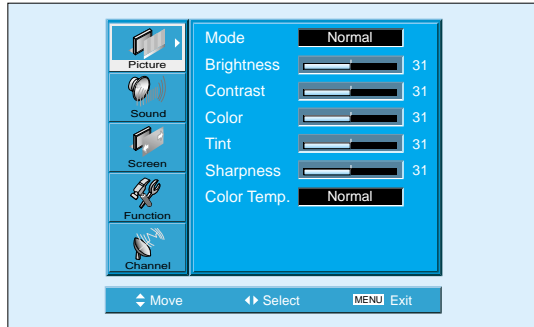 Picture
Sound
Screen
Function
Channel
Mode Normal
Brightness 31
Contrast 31
Color 31
Tint 31
Sharpness 31
Color Temp. Normal
Move Select MENU Exit